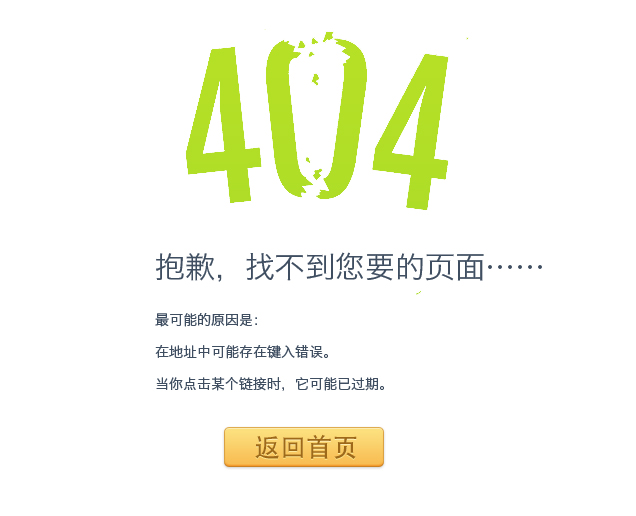 404
抱歉，找不到您要的页面……
最可能的原因是：
在地址中可能存在键入错误。
当你点击某个链接时，它可能已过期。
返回首页